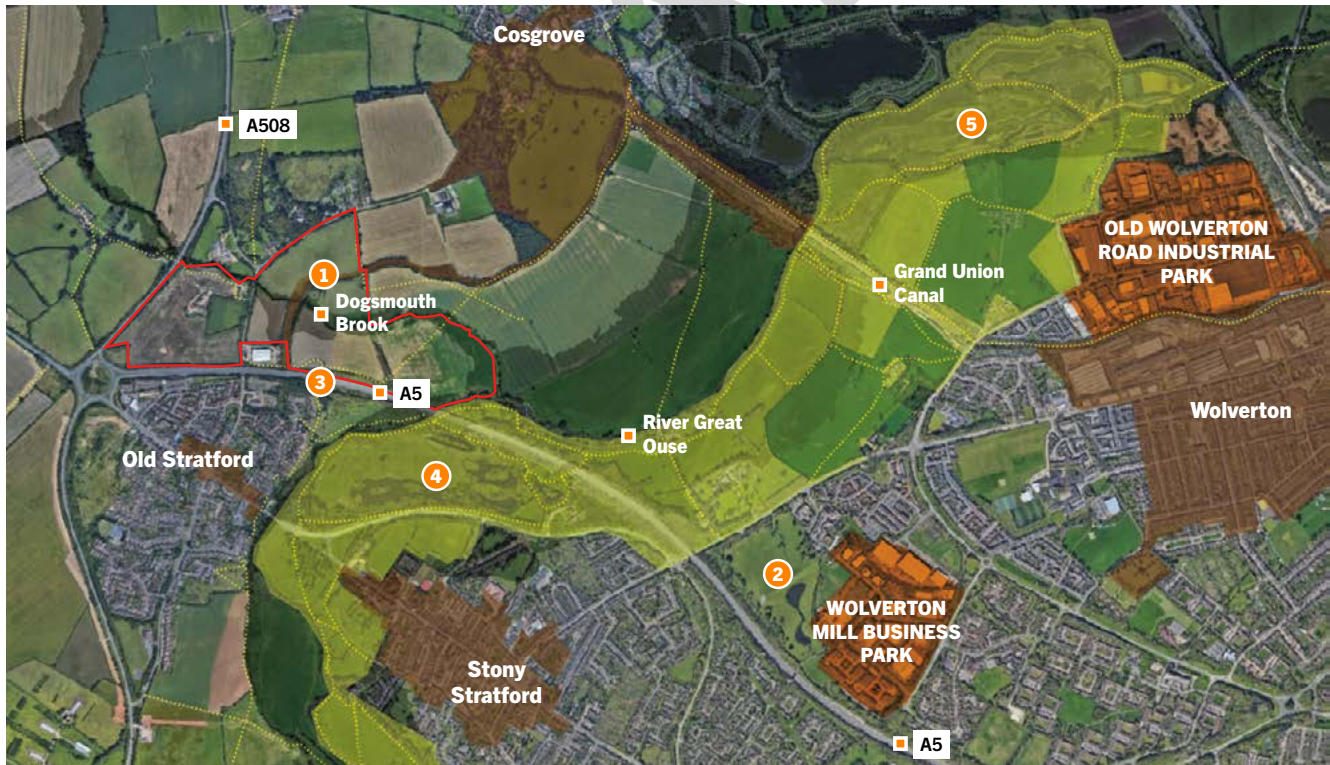 Cosgrove
A508
5
OLD WOLVERTON
ROAD INDUSTRIAL
PARK
1
Grand Union
Canal
Dogsmouth
Brook
3
A5
Wolverton
River Great
Ouse
Old Stratford
4
2
WOLVERTON
MILL BUSINESS
PARK
Stony
Stratford
A5